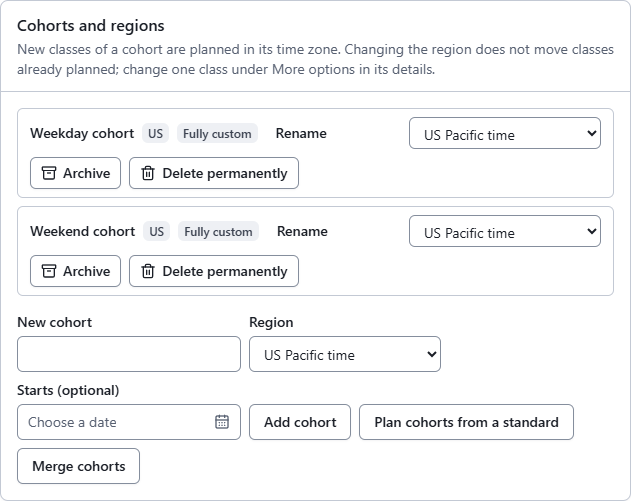 Cohorts and regions
New classes of a cohort are planned in its time zone. Changing the region does not move classes
already planned; change one class under More options in its details.
Weekday cohort US Fully custom Rename US Pacific time
Archive Delete permanently
Weekend cohort US Fully custom Rename US Pacific time
Archive Delete permanently
New cohort Region
US Pacific time
Starts (optional)
Choose a date Add cohort Plan cohorts from a standard
Merge cohorts